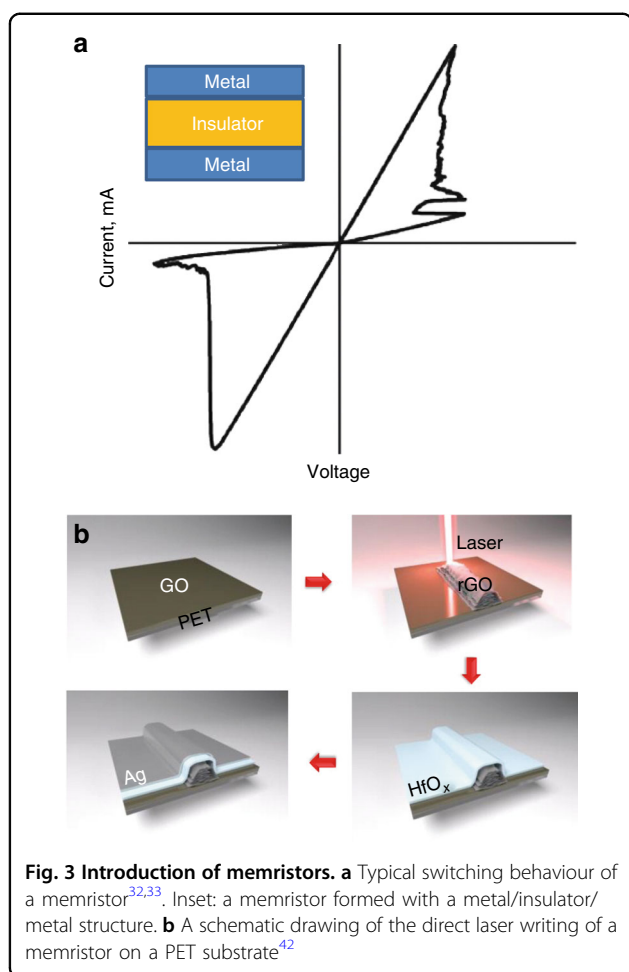 a
Metal
Insulator
Metal
Current, mA
Voltage
b
GO
PET
Laser
rGO
Ag
HfOₓ
Fig. 3 Introduction of memristors. a Typical switching behaviour of
a memristor³²,³³. Inset: a memristor formed with a metal/insulator/
metal structure. b A schematic drawing of the direct laser writing of a
memristor on a PET substrate⁴²